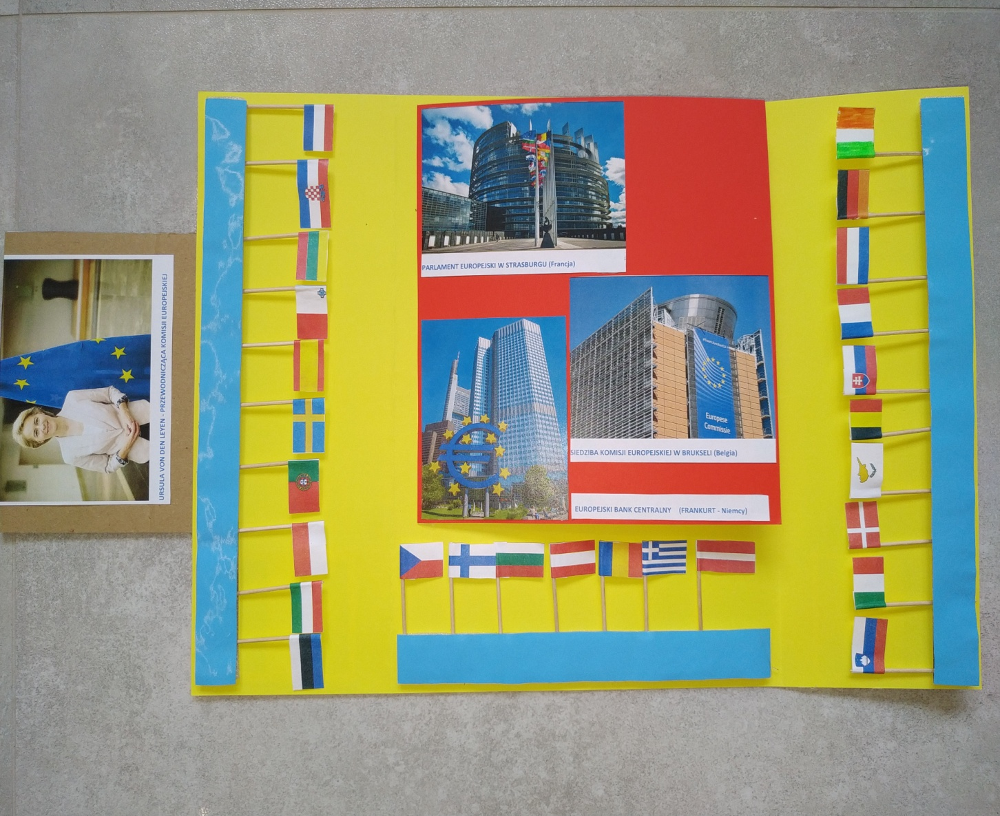 URSULA VON DEN LEYEN - PRZEWODNICZĄCA KOMISJI EUROPEJSKIEJ
PARLAMENT EUROPEJSKI W STRASBURGU (Francja)
Europese
Commissie
SIEDZIBA KOMISJI EUROPEJSKIEJ W BRUKSELI (Belgia)
EUROPEJSKI BANK CENTRALNY (FRANKURT - Niemcy)